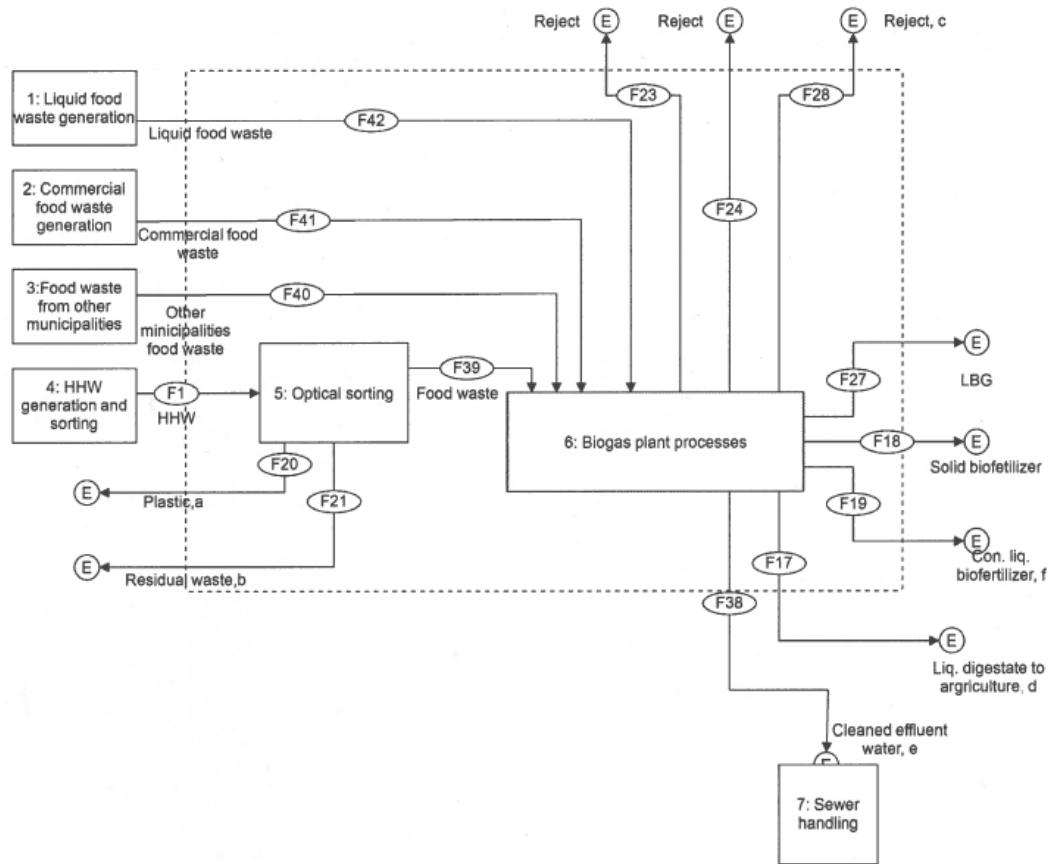 Reject
E
Reject
E
E
Reject, c
F23
F28
1: Liquid food
waste generation
F42
Liquid food waste
2: Commercial
food waste
generation
F41
Commercial food
waste
F24
3:Food waste
from other
municipalities
F40
Other
minicipalities
food waste
4: HHW
generation and
sorting
F1
HHW
5: Optical sorting
F39
Food waste
E
F27
LBG
6: Biogas plant processes
F18
E
Solid biofetilizer
F20
E
Plastic,a
F21
F19
E
Con. liq.
biofertilizer, f
F17
E
Residual waste,b
F38
E
Liq. digestate to
argriculture, d
Cleaned effluent
water, e
E
7: Sewer
handling